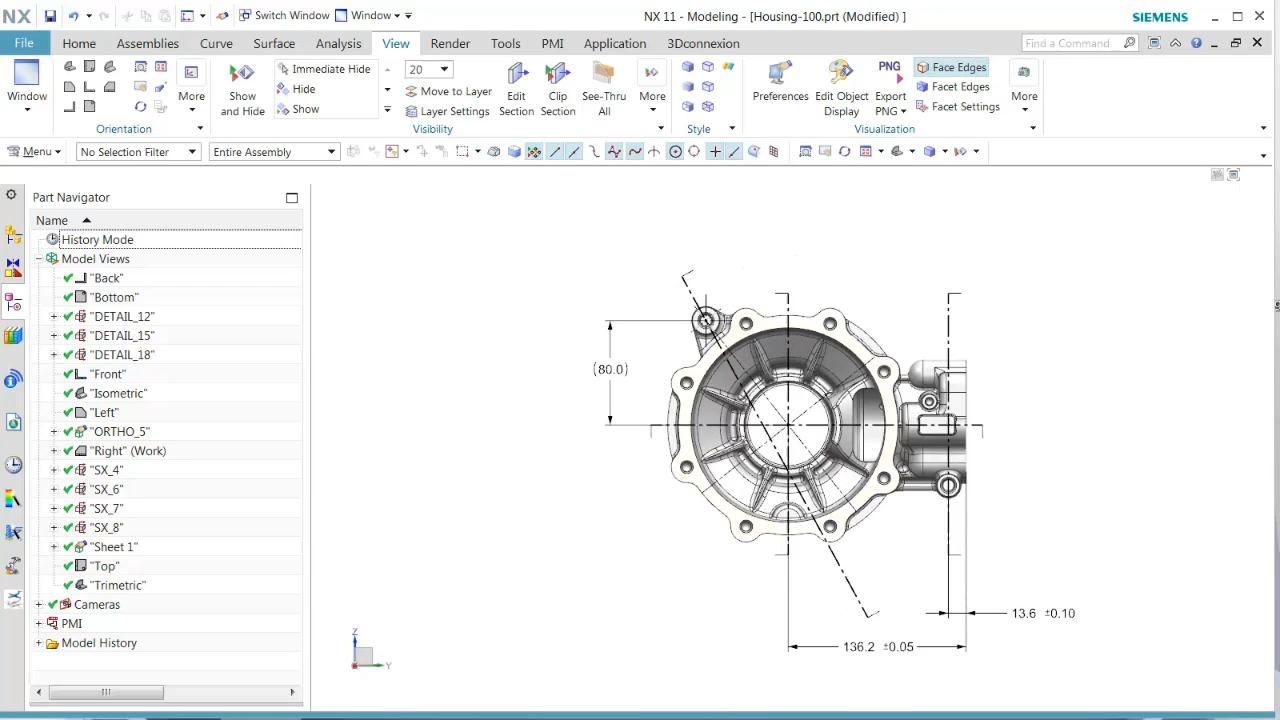 NX Switch Window Window NX 11 - Modeling - [Housing-100.prt (Modified) ] SIEMENS
File Home Assemblies Curve Surface Analysis View Render Tools PMI Application 3Dconnexion Find a Command
Window
More
Orientation
Show and Hide
Immediate Hide
Hide
Show
20
Move to Layer
Layer Settings
Edit Section
Clip Section
See-Thru All
More
Visibility
Style
Preferences
Edit Object Display
PNG
Export PNG
Face Edges
Facet Edges
Facet Settings
More
Visualization
Menu No Selection Filter Entire Assembly
Part Navigator
Name
History Mode
Model Views
"Back"
"Bottom"
"DETAIL_12"
"DETAIL_15"
"DETAIL_18"
"Front"
"Isometric"
"Left"
"ORTHO_5"
"Right" (Work)
"SX_4"
"SX_6"
"SX_7"
"SX_8"
"Sheet 1"
"Top"
"Trimetric"
Cameras
PMI
Model History
(80.0)
13.6 ±0.10
136.2 ±0.05
Z
Y